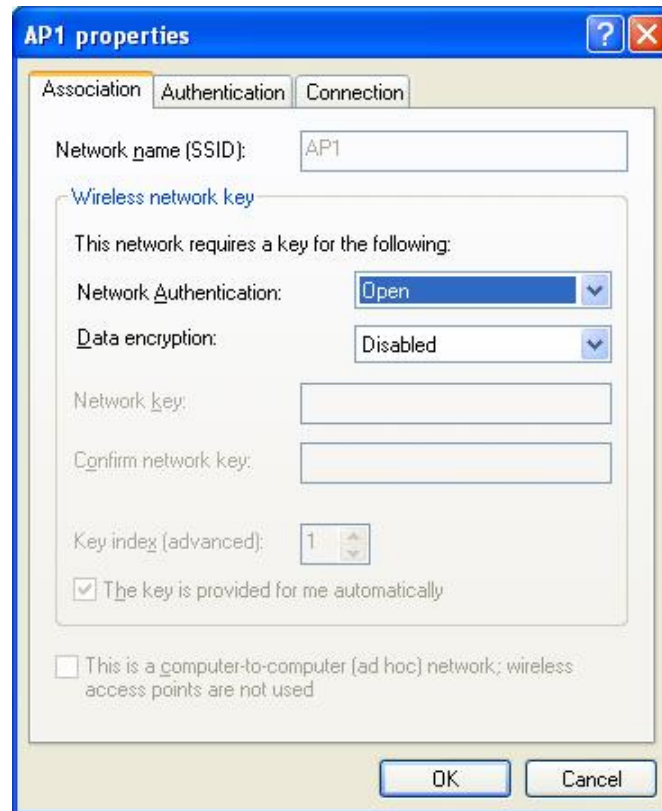 AP1 properties
Association Authentication Connection
Network name (SSID): AP1
Wireless network key
This network requires a key for the following:
Network Authentication: Open
Data encryption: Disabled
Network key:
Confirm network key:
Key index (advanced): 1
The key is provided for me automatically
This is a computer-to-computer (ad hoc) network; wireless
access points are not used
OK Cancel